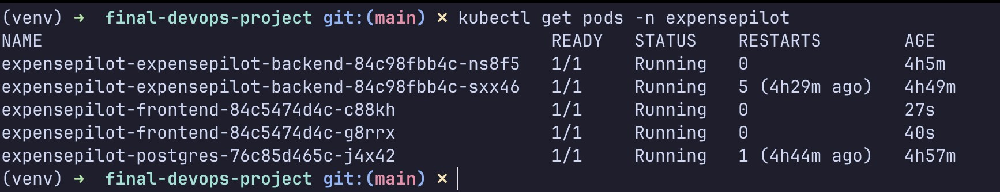 (venv) ➜  final-devops-project git:(main) ✗ kubectl get pods -n expensepilot
NAME                                                 READY   STATUS    RESTARTS        AGE
expensepilot-expensepilot-backend-84c98fbb4c-ns8f5   1/1     Running   0               4h5m
expensepilot-expensepilot-backend-84c98fbb4c-sxx46   1/1     Running   5 (4h29m ago)   4h49m
expensepilot-frontend-84c5474d4c-c88kh               1/1     Running   0               27s
expensepilot-frontend-84c5474d4c-g8rrx               1/1     Running   0               40s
expensepilot-postgres-76c85d465c-j4x42               1/1     Running   1 (4h44m ago)   4h57m
(venv) ➜  final-devops-project git:(main) ✗